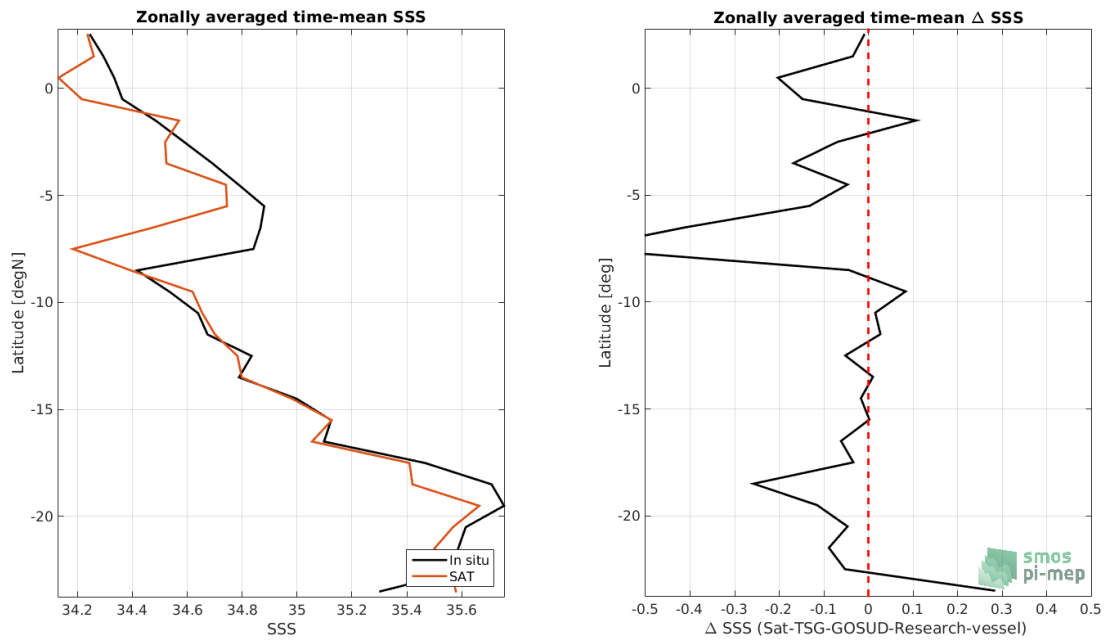 Zonally averaged time-mean SSS
0
-5
-10
-15
-20
Latitude [degN]
34.2
34.4
34.6
34.8
35
35.2
35.4
35.6
SSS
In situ
SAT
Zonally averaged time-mean Δ SSS
0
-5
-10
-15
-20
Latitude [deg]
-0.5
-0.4
-0.3
-0.2
-0.1
0
0.1
0.2
0.3
0.4
0.5
Δ SSS (Sat-TSG-GOSUD-Research-vessel)
smos
pi-mep